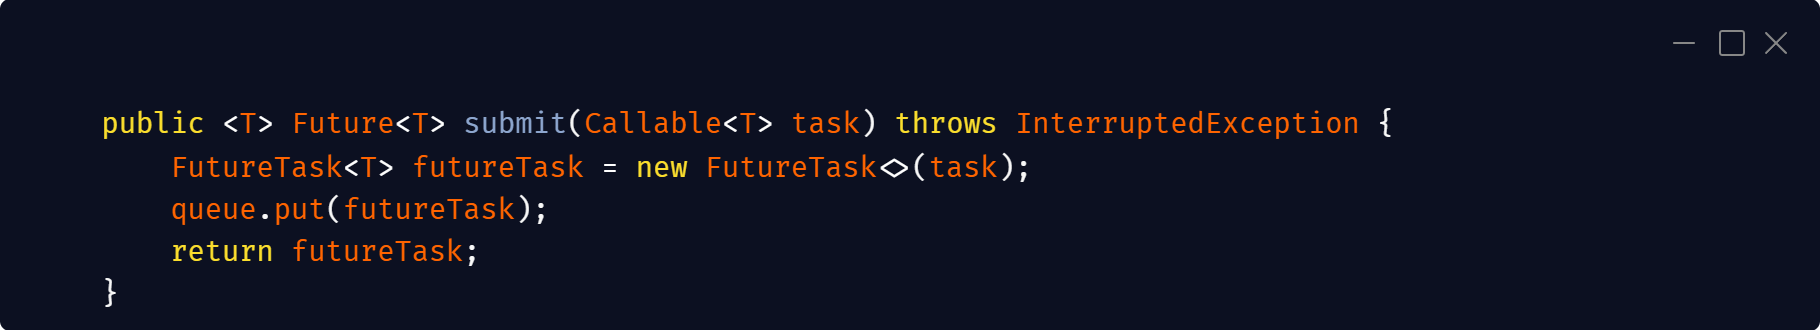 public <T> Future<T> submit(Callable<T> task) throws InterruptedException {
    FutureTask<T> futureTask = new FutureTask<>(task);
    queue.put(futureTask);
    return futureTask;
}